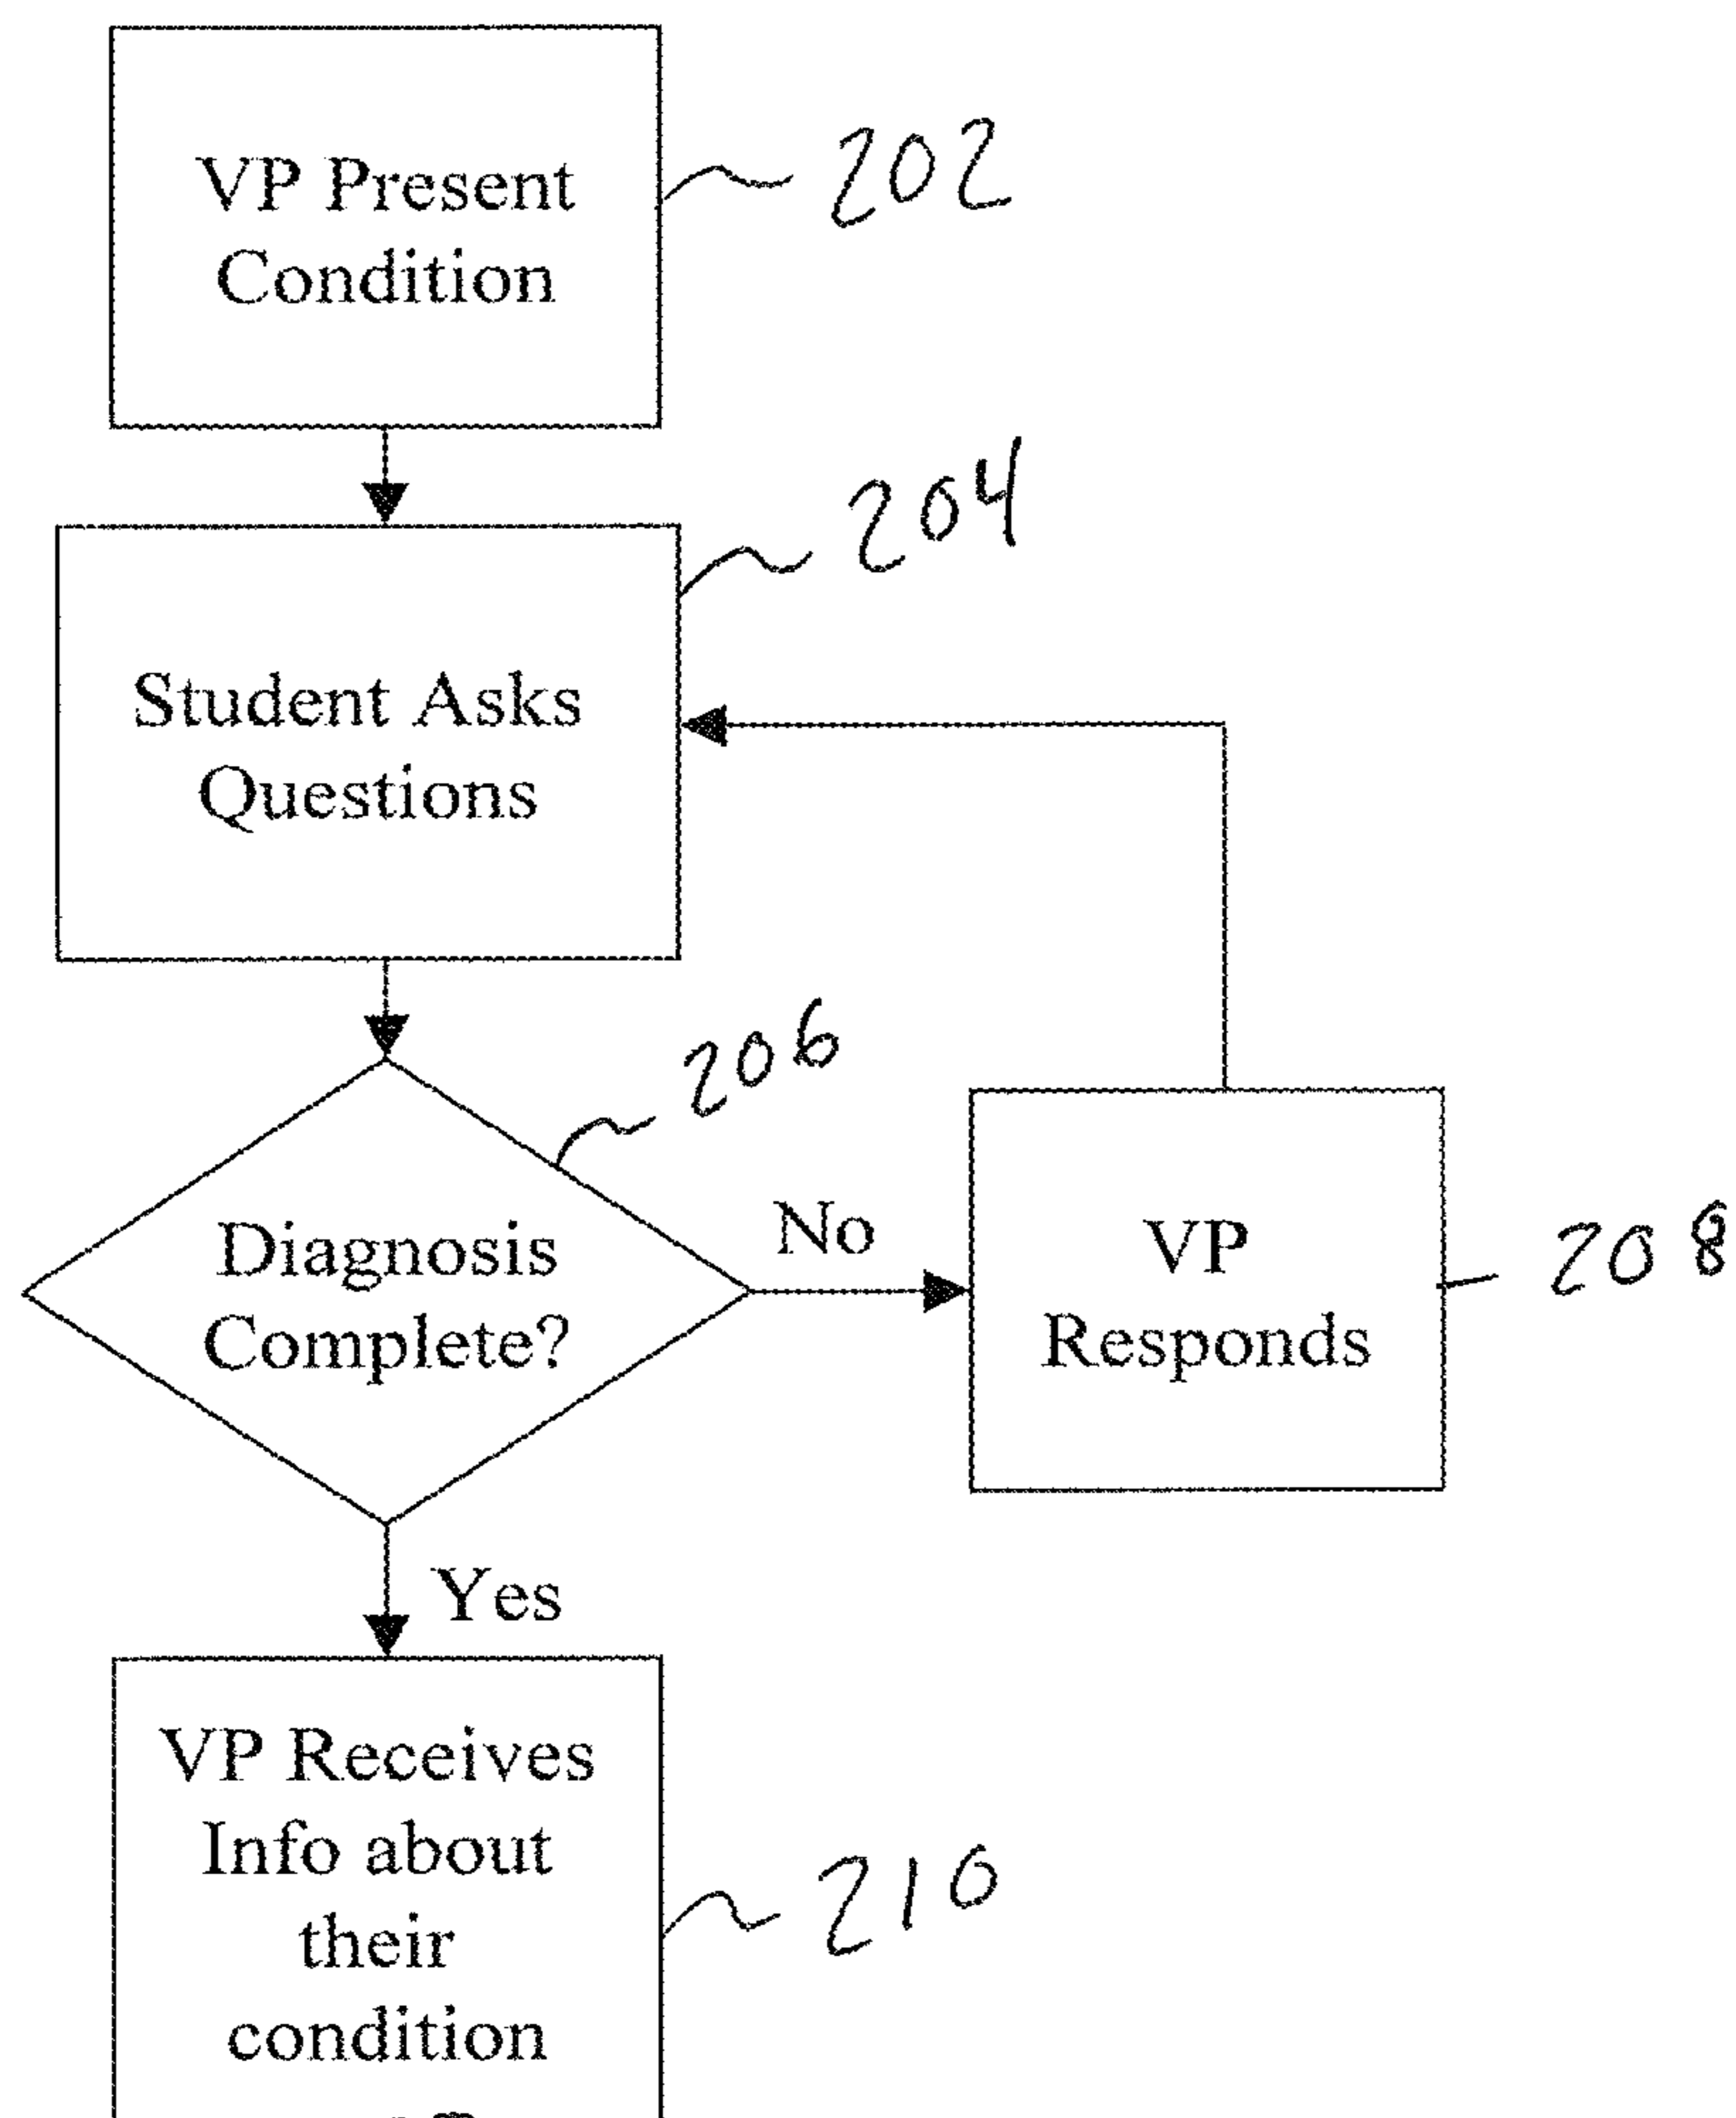 VP Present
Condition
202
204
Student Asks
Questions
206
Diagnosis
Complete?
No
VP
Responds
208
Yes
VP Receives
Info about
their
condition
210